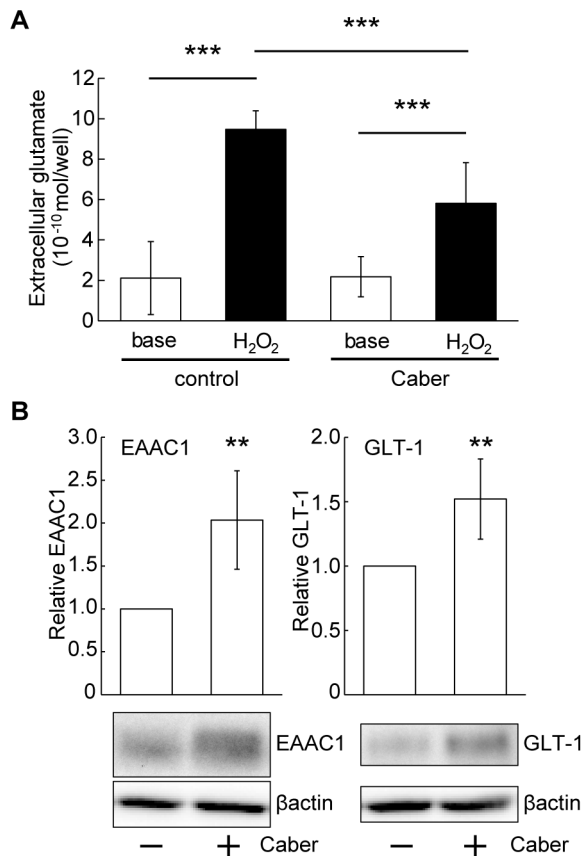 A
*** *** ***
Extracellular glutamate
(10⁻¹⁰mol/well)
12
10
8
6
4
2
0
base H₂O₂ base H₂O₂
control Caber
B
EAAC1 **
Relative EAAC1
3.0
2.5
2.0
1.5
1.0
0.5
0
GLT-1 **
Relative GLT-1
2.0
1.5
1.0
0.5
0
EAAC1 GLT-1
βactin βactin
− + Caber − + Caber